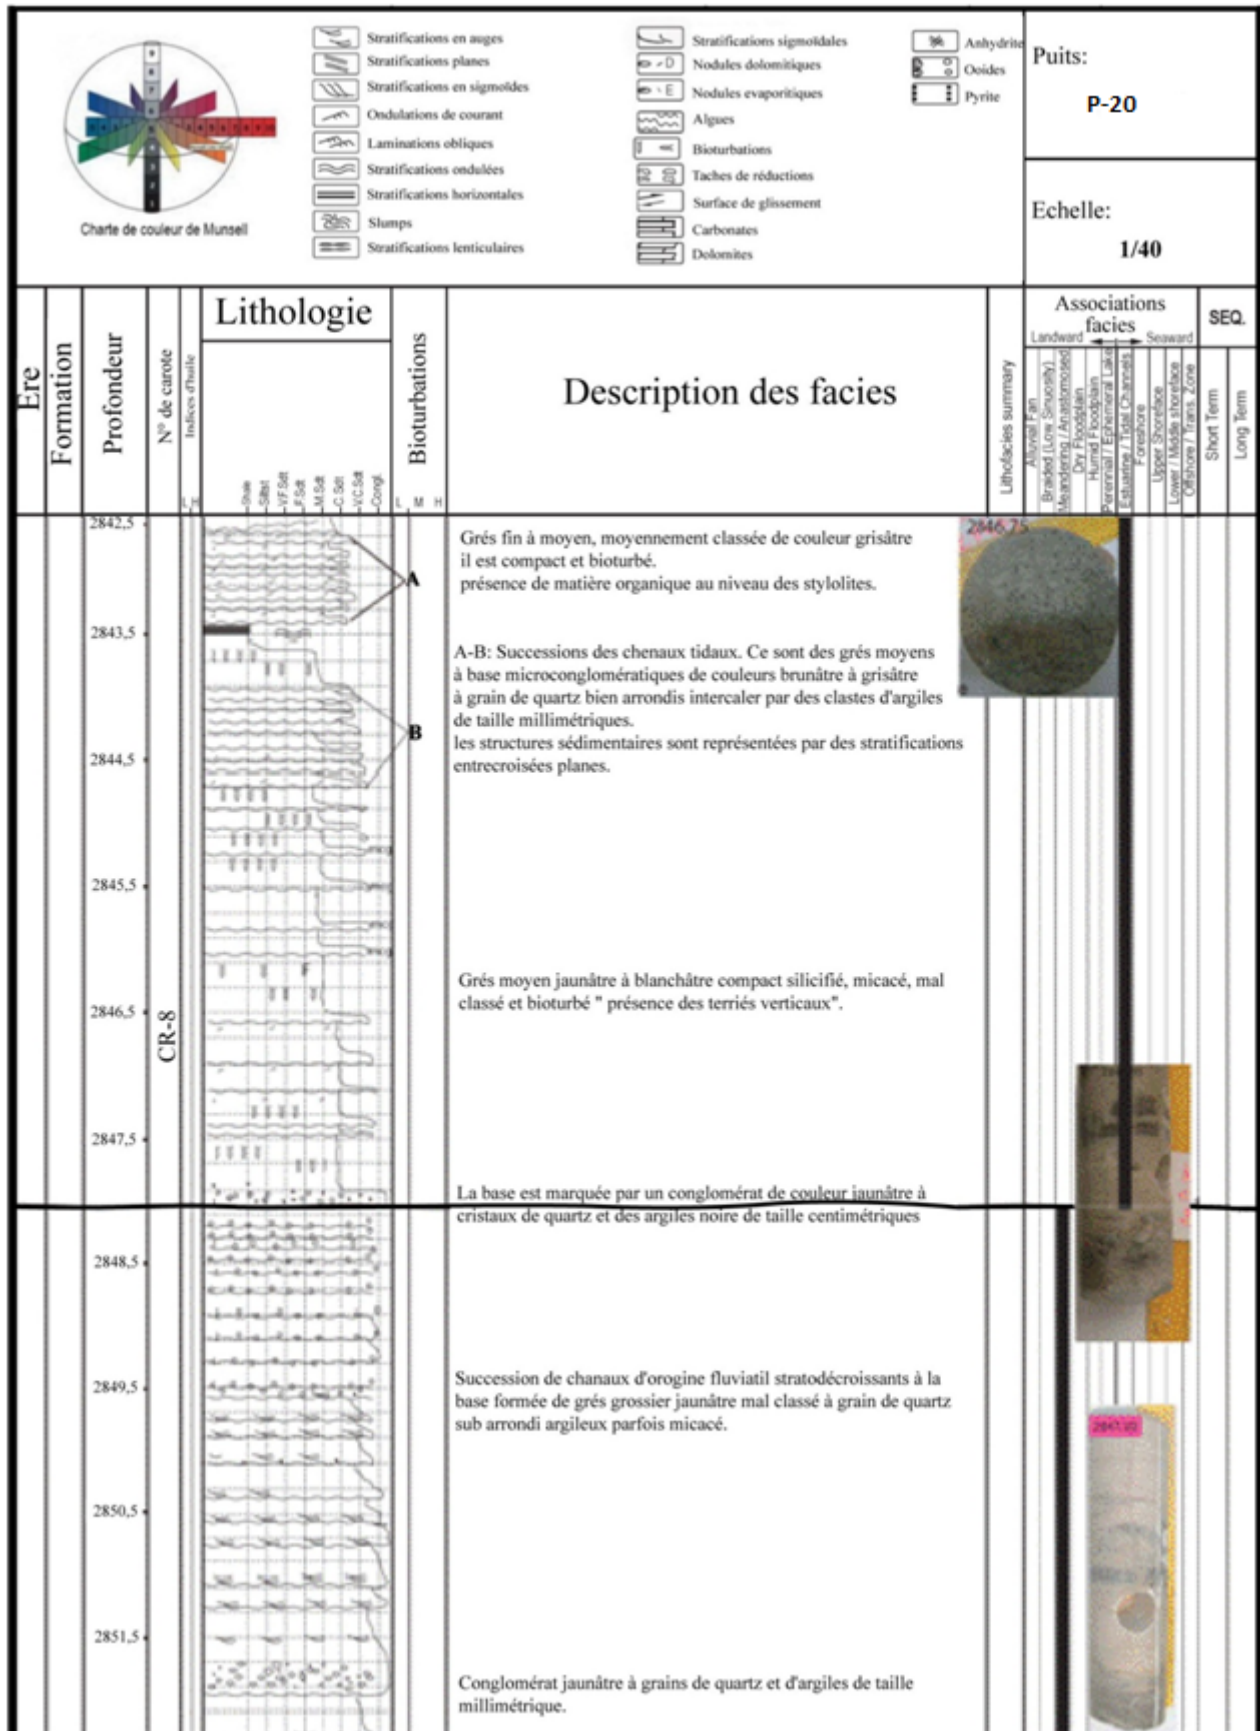 Charte de couleur de Munsell
Stratifications en auges
Stratifications planes
Stratifications en sigmoïdes
Ondulations de courant
Laminations obliques
Stratifications ondulées
Stratifications horizontales
Slumps
Stratifications lenticulaires
Stratifications sigmoïdales
Nodules dolomitiques
Nodules evaporitiques
Algues
Bioturbations
Taches de réductions
Surface de glissement
Carbonates
Dolomites
Anhydrite
Ooides
Pyrite
Puits:
P-20
Echelle:
1/40
Ere
Formation
Profondeur
N° de carote
Indices d'huile
L H
Lithologie
Shale
Siltst
V.F.Sdt
F.Sdt
M.Sdt
C.Sdt
V.C.Sdt
Congl.
Bioturbations
L M H
Description des facies
Lithofacies summary
Associations
facies
Landward
Seaward
Alluvial Fan
Braided (Low Sinuosity)
Meandering / Anastomosed
Dry Floodplain
Humid Floodplain
Perennial / Ephemeral Lake
Estuarine / Tidal Channels
Foreshore
Upper Shoreface
Lower / Middle shoreface
Offshore / Trans. Zone
SEQ.
Short Term
Long Term
2842,5
2843,5
2844,5
2845,5
2846,5
2847,5
2848,5
2849,5
2850,5
2851,5
CR-8
A
B
Grés fin à moyen, moyennement classée de couleur grisâtre
il est compact et bioturbé.
présence de matière organique au niveau des stylolites.
2846.75
A-B: Successions des chenaux tidaux. Ce sont des grés moyens
à base microconglomératiques de couleurs brunâtre à grisâtre
à grain de quartz bien arrondis intercaler par des clastes d'argiles
de taille millimétriques.
les structures sédimentaires sont représentées par des stratifications
entrecroisées planes.
Grés moyen jaunâtre à blanchâtre compact silicifié, micacé, mal
classé et bioturbé " présence des terriés verticaux".
La base est marquée par un conglomérat de couleur jaunâtre à
cristaux de quartz et des argiles noire de taille centimétriques
Succession de chanaux d'orogine fluviatil stratodécroissants à la
base formée de grés grossier jaunâtre mal classé à grain de quartz
sub arrondi argileux parfois micacé.
Conglomérat jaunâtre à grains de quartz et d'argiles de taille
millimétrique.